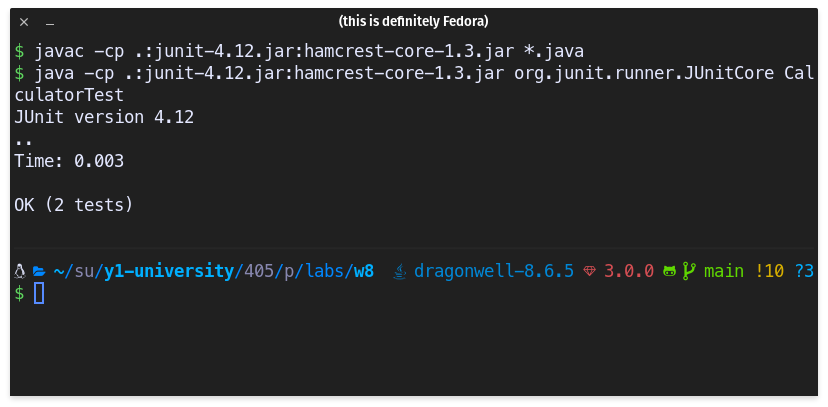 (this is definitely Fedora)
$ javac -cp .:junit-4.12.jar:hamcrest-core-1.3.jar *.java
$ java -cp .:junit-4.12.jar:hamcrest-core-1.3.jar org.junit.runner.JUnitCore Cal
culatorTest
JUnit version 4.12
..
Time: 0.003
OK (2 tests)
~/su/y1-university/405/p/labs/w8 dragonwell-8.6.5 3.0.0 main !10 ?3
$